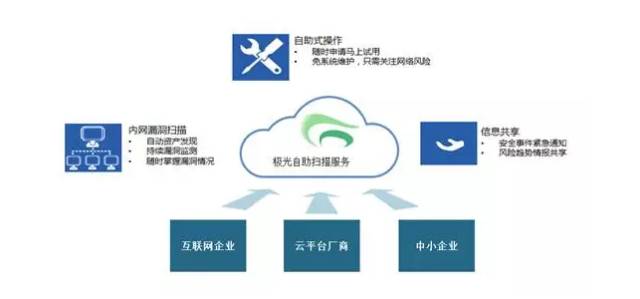 自助式操作
• 随时申请马上试用
• 免系统维护，只需关注网络风险
内网漏洞扫描
• 自动资产发现
• 持续漏洞监测
• 随时掌握漏洞情况
极光自助扫描服务
信息共享
• 安全事件紧急通知
• 风险趋势情报共享
互联网企业
云平台厂商
中小企业